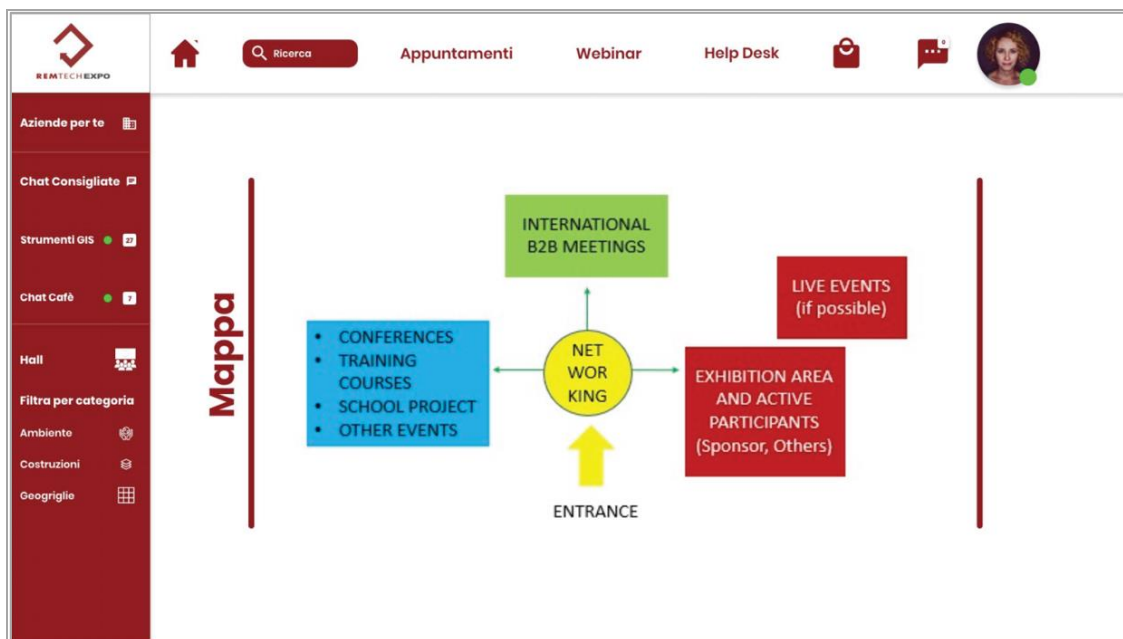 REMTECHEXPO
Ricerca
Appuntamenti
Webinar
Help Desk
0
Aziende per te
Chat Consigliate
Strumenti GIS 27
Chat Cafè 7
Hall
Filtra per categoria
Ambiente
Costruzioni
Geogriglie
Mappa
INTERNATIONAL
B2B MEETINGS
LIVE EVENTS
(if possible)
• CONFERENCES
• TRAINING
COURSES
• SCHOOL PROJECT
• OTHER EVENTS
NET
WOR
KING
EXHIBITION AREA
AND ACTIVE
PARTICIPANTS
(Sponsor, Others)
ENTRANCE